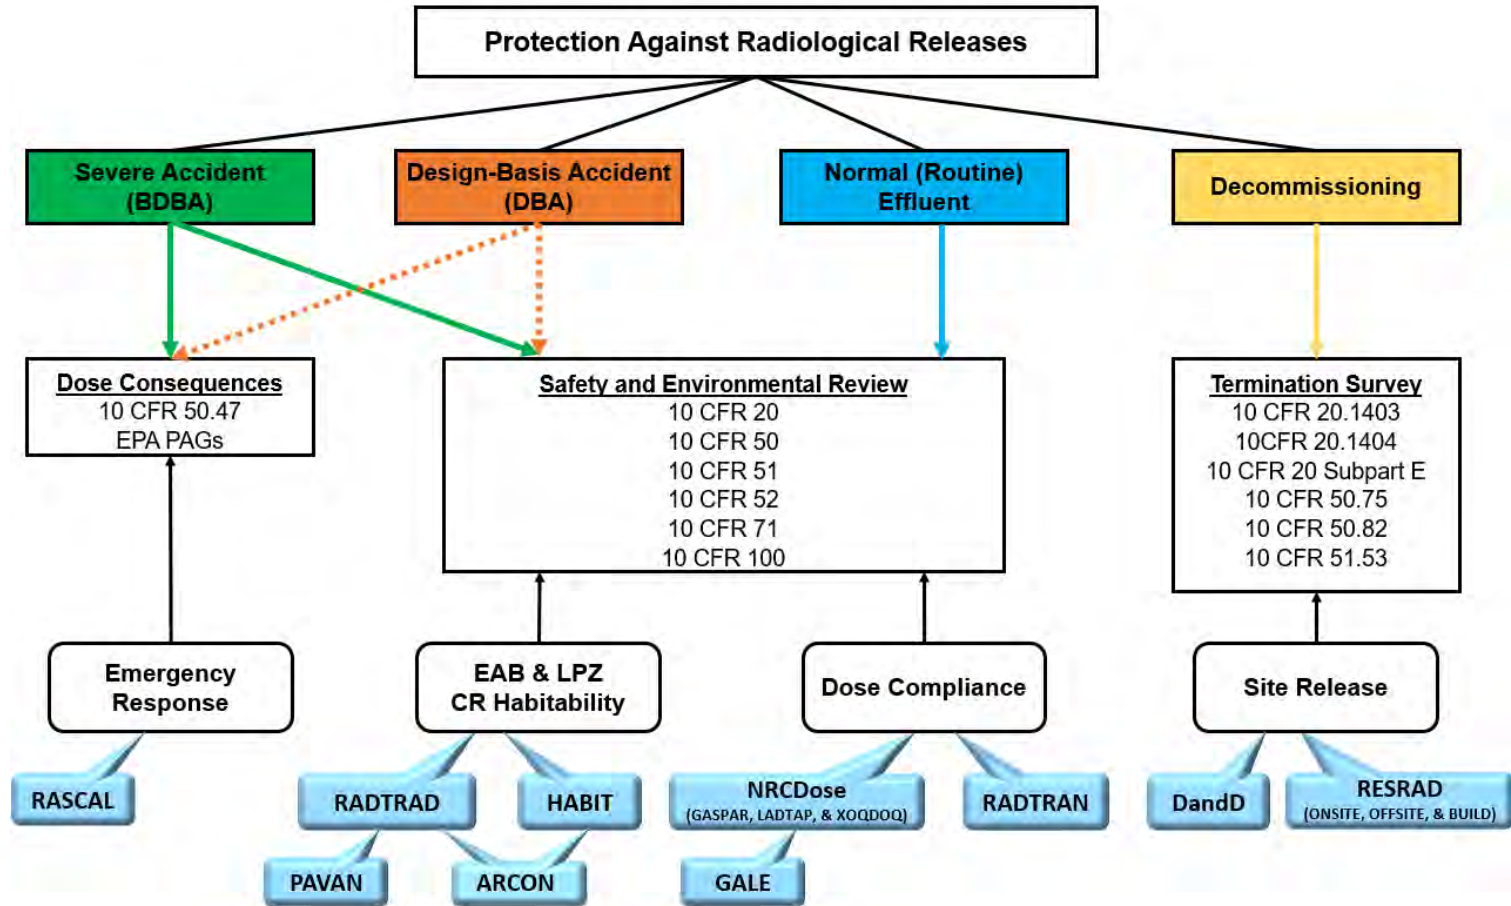 Protection Against Radiological Releases
Severe Accident
(BDBA)
Design-Basis Accident
(DBA)
Normal (Routine)
Effluent
Decommissioning
Dose Consequences
10 CFR 50.47
EPA PAGs
Safety and Environmental Review
10 CFR 20
10 CFR 50
10 CFR 51
10 CFR 52
10 CFR 71
10 CFR 100
Termination Survey
10 CFR 20.1403
10CFR 20.1404
10 CFR 20 Subpart E
10 CFR 50.75
10 CFR 50.82
10 CFR 51.53
Emergency
Response
EAB & LPZ
CR Habitability
Dose Compliance
Site Release
RASCAL
RADTRAD
HABIT
NRCDose
(GASPAR, LADTAP, & XOQDOQ)
RADTRAN
DandD
RESRAD
(ONSITE, OFFSITE, & BUILD)
PAVAN
ARCON
GALE